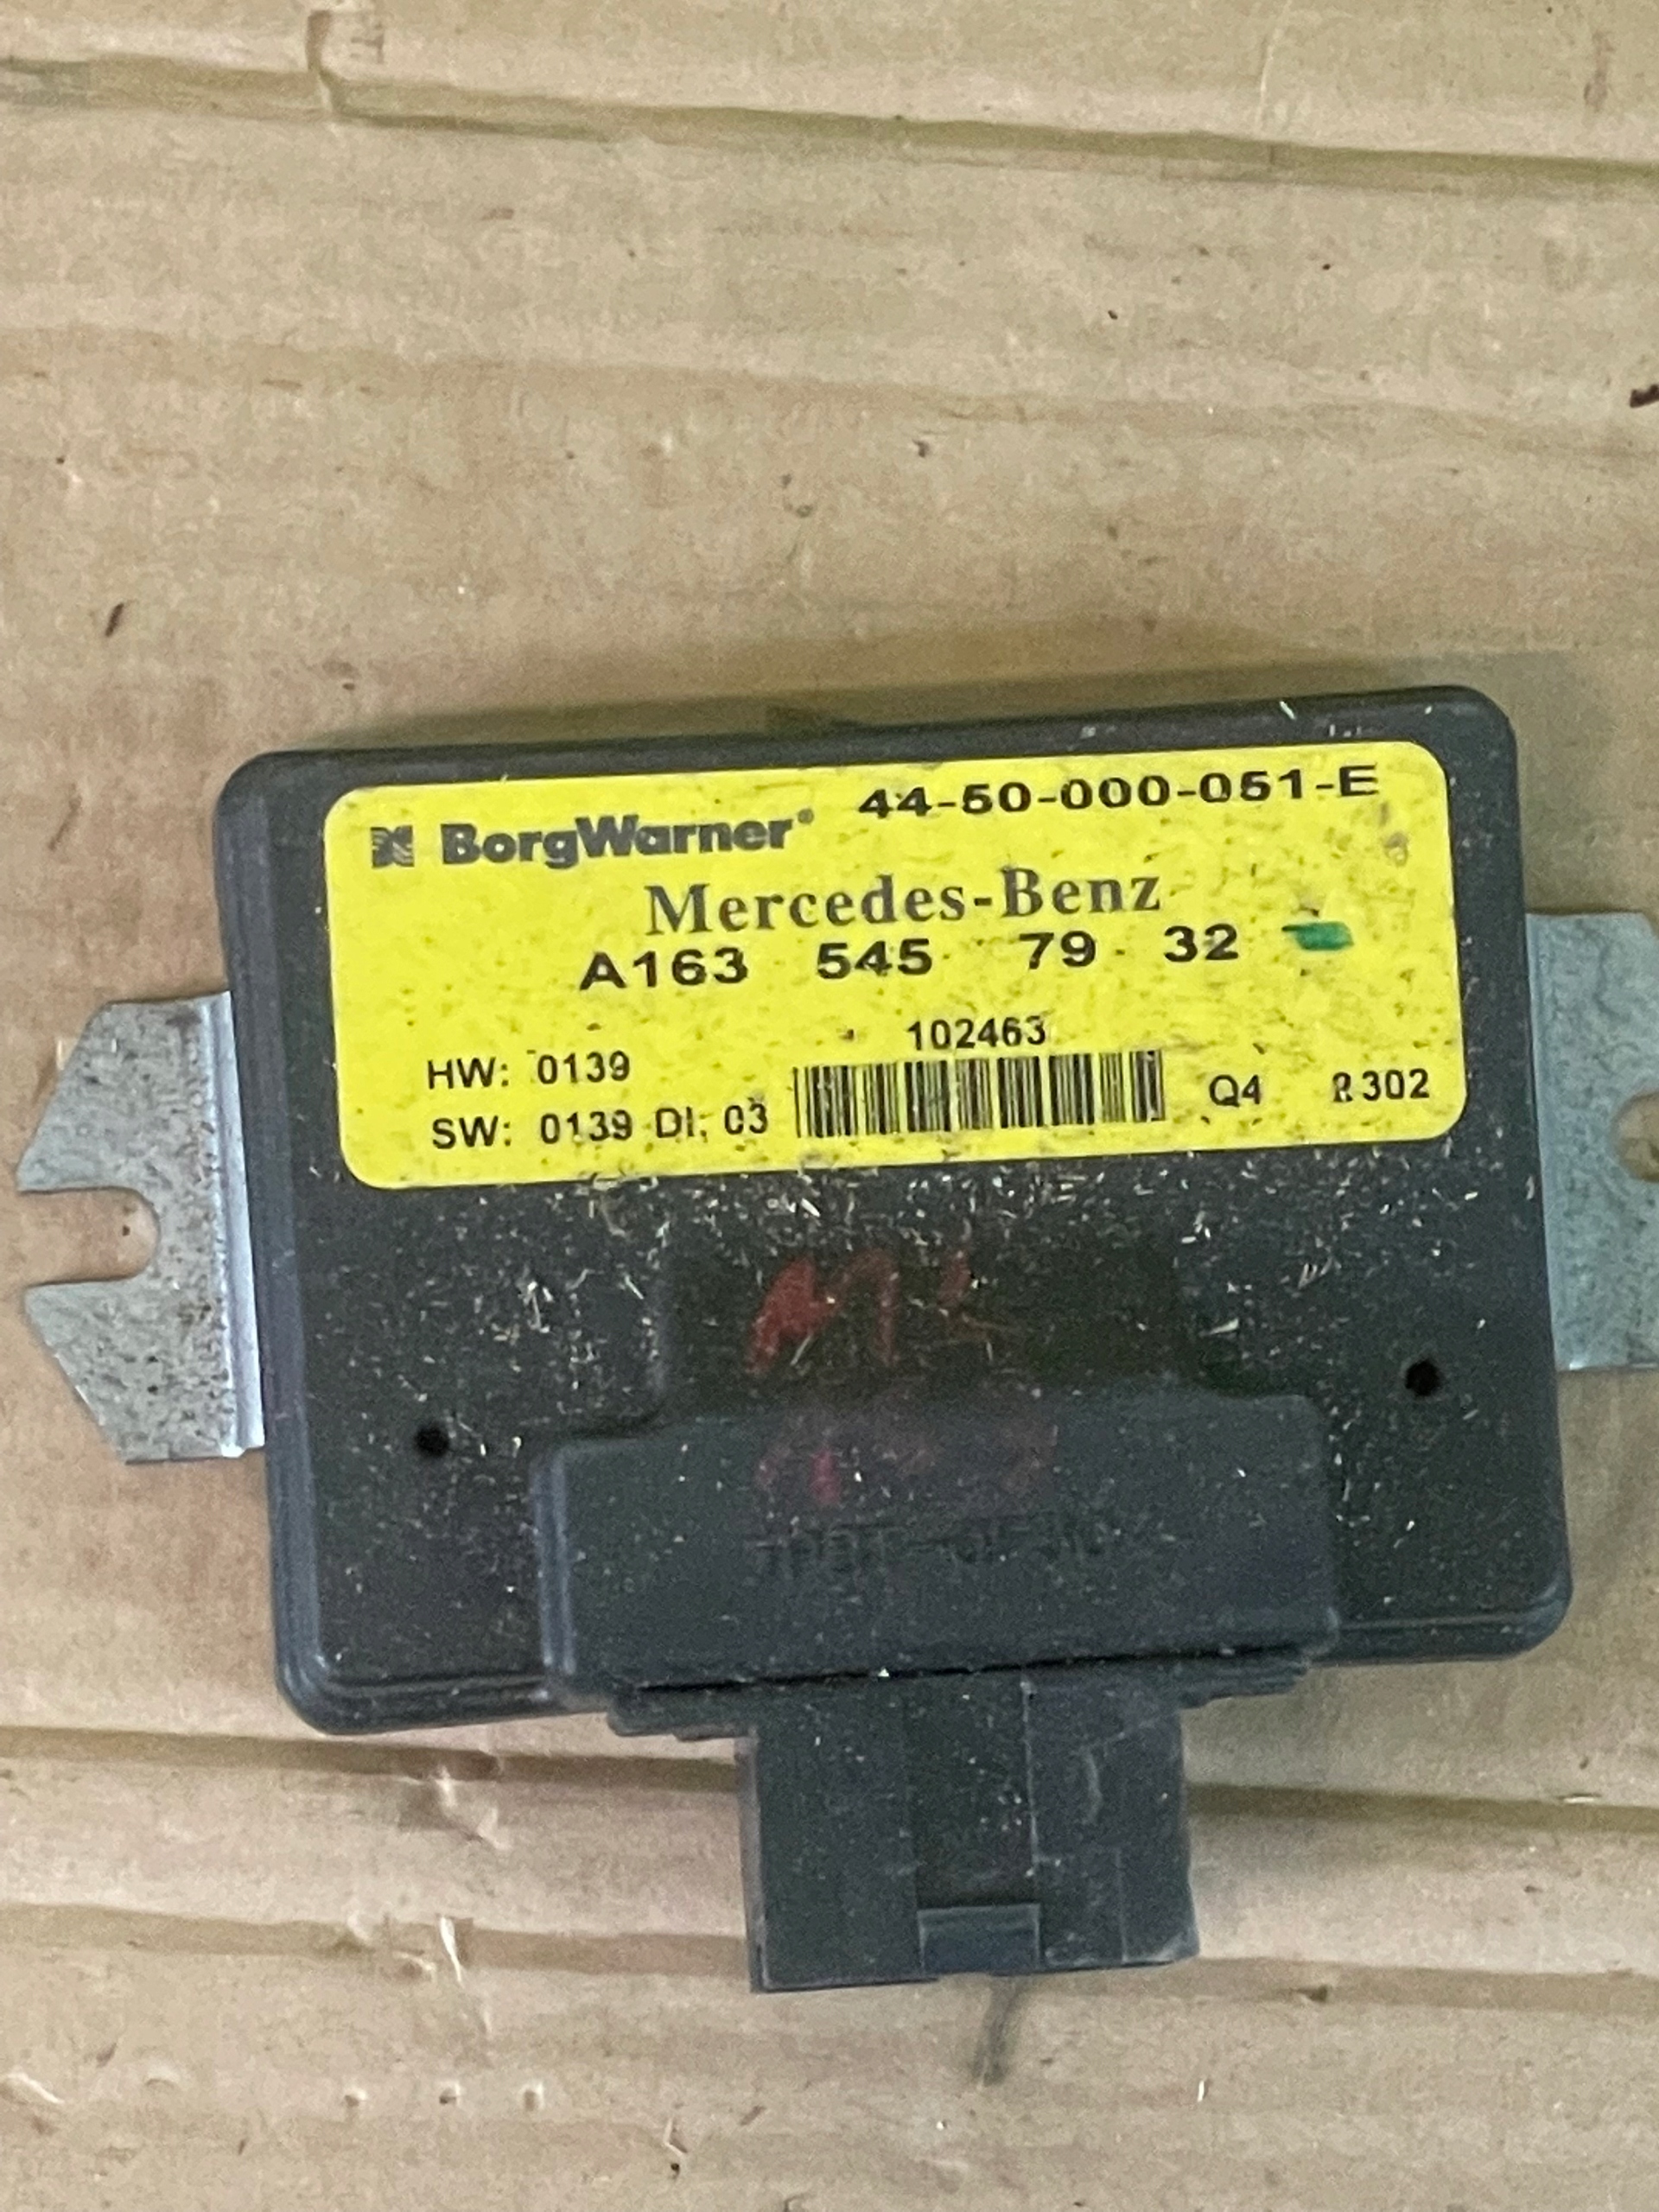 BorgWarner® 44-50-000-051-E
Mercedes-Benz
A163 545 79 32
102463
HW: 0139
SW: 0139 DI: 03 Q4 R302